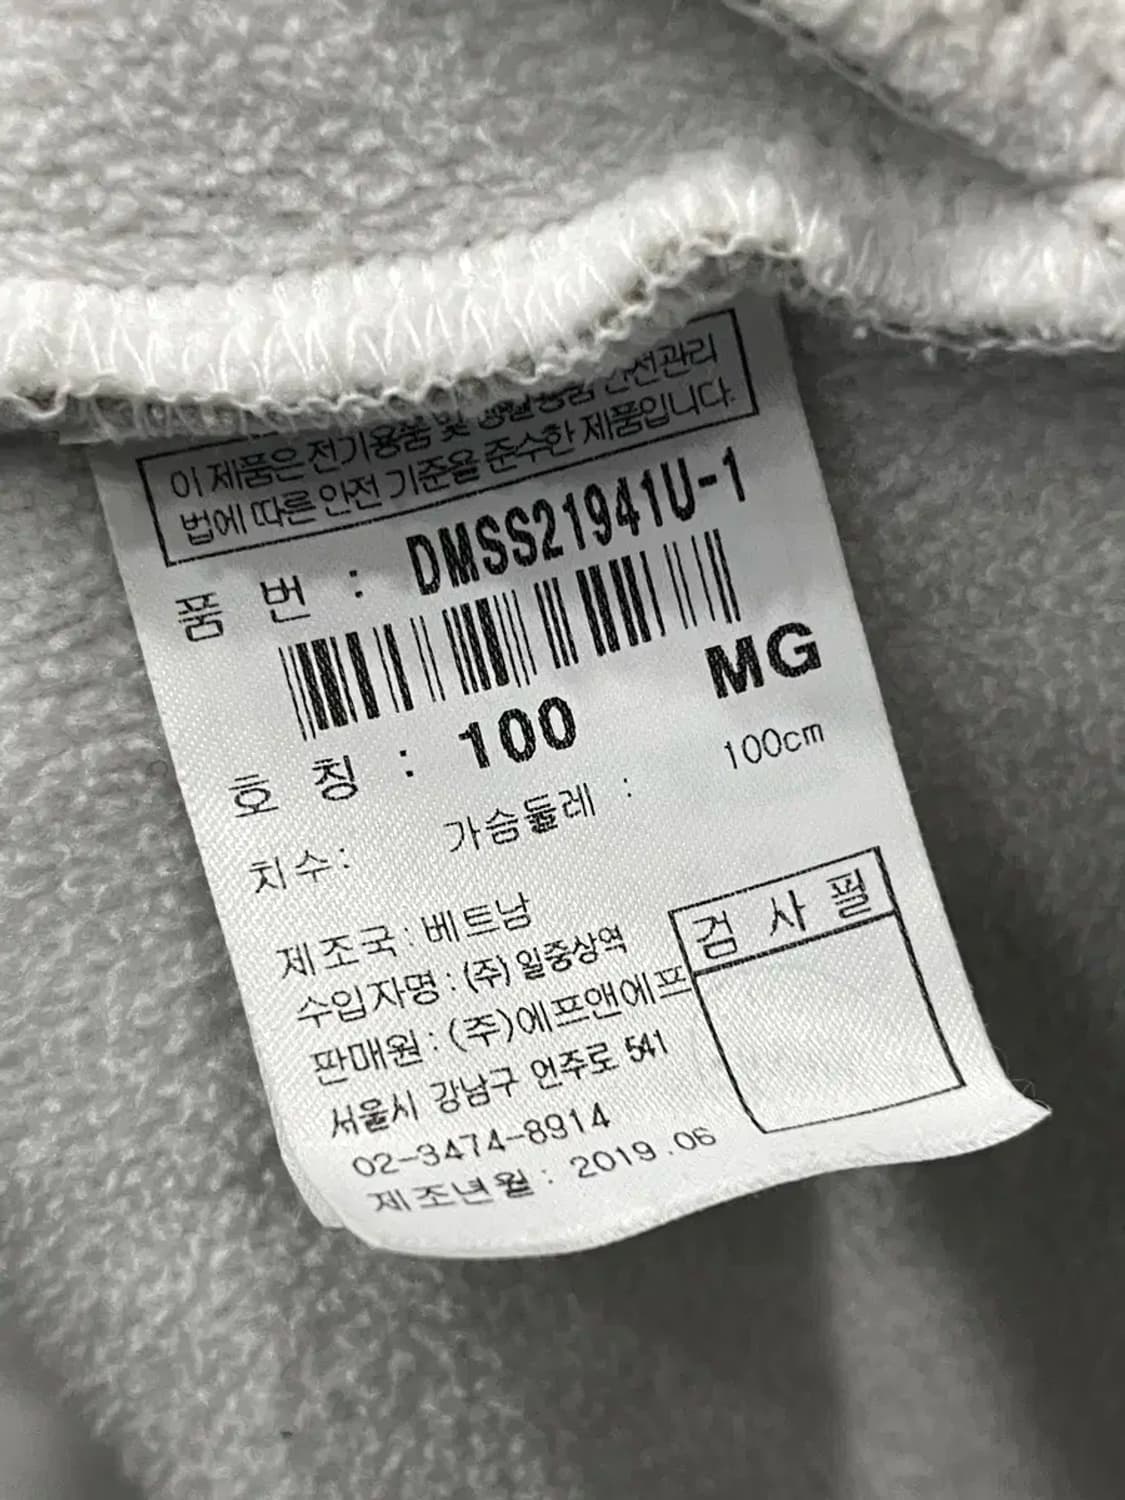 이 제품은 전기용품 및 생활용품 안전관리
법에 따른 안전 기준을 준수한 제품입니다.
품 번 : DMSS21941U-1
MG
호 칭 : 100
치수: 가슴둘레 : 100cm
제조국:베트남
수입자명:(주)일중상역
판매원:(주)에프앤에프
서울시 강남구 언주로 541
02-3474-8914
제조년월: 2019.06
검 사 필